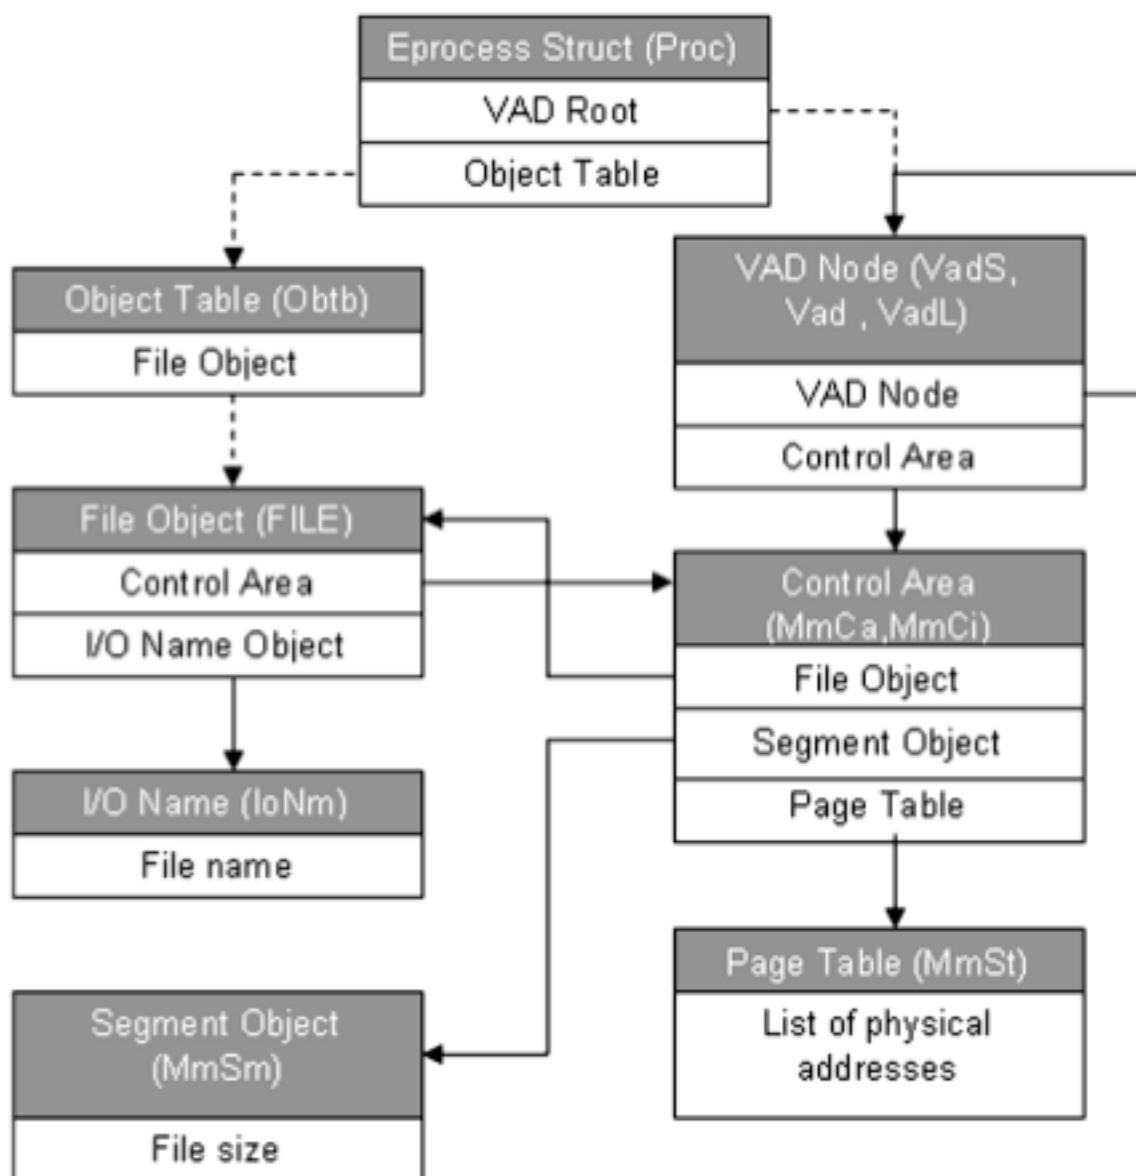 Eprocess Struct (Proc)
VAD Root
Object Table
Object Table (Obtb)
File Object
VAD Node (VadS,
Vad , VadL)
VAD Node
Control Area
File Object (FILE)
Control Area
I/O Name Object
Control Area
(MmCa,MmCi)
File Object
Segment Object
Page Table
I/O Name (IoNm)
File name
Page Table (MmSt)
List of physical
addresses
Segment Object
(MmSm)
File size